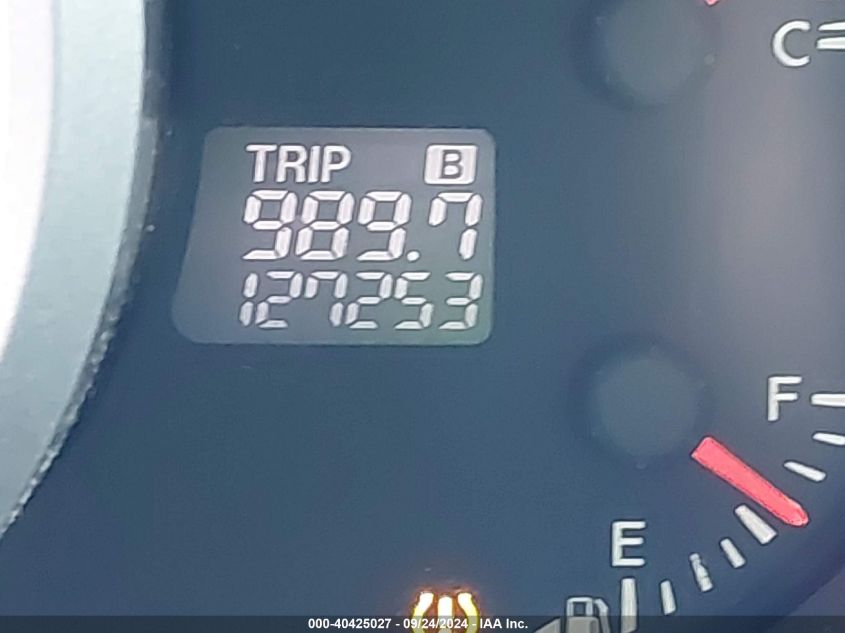 C
TRIP B
989.7
127253
F
E
000-40425027 - 09/24/2024 - IAA Inc.